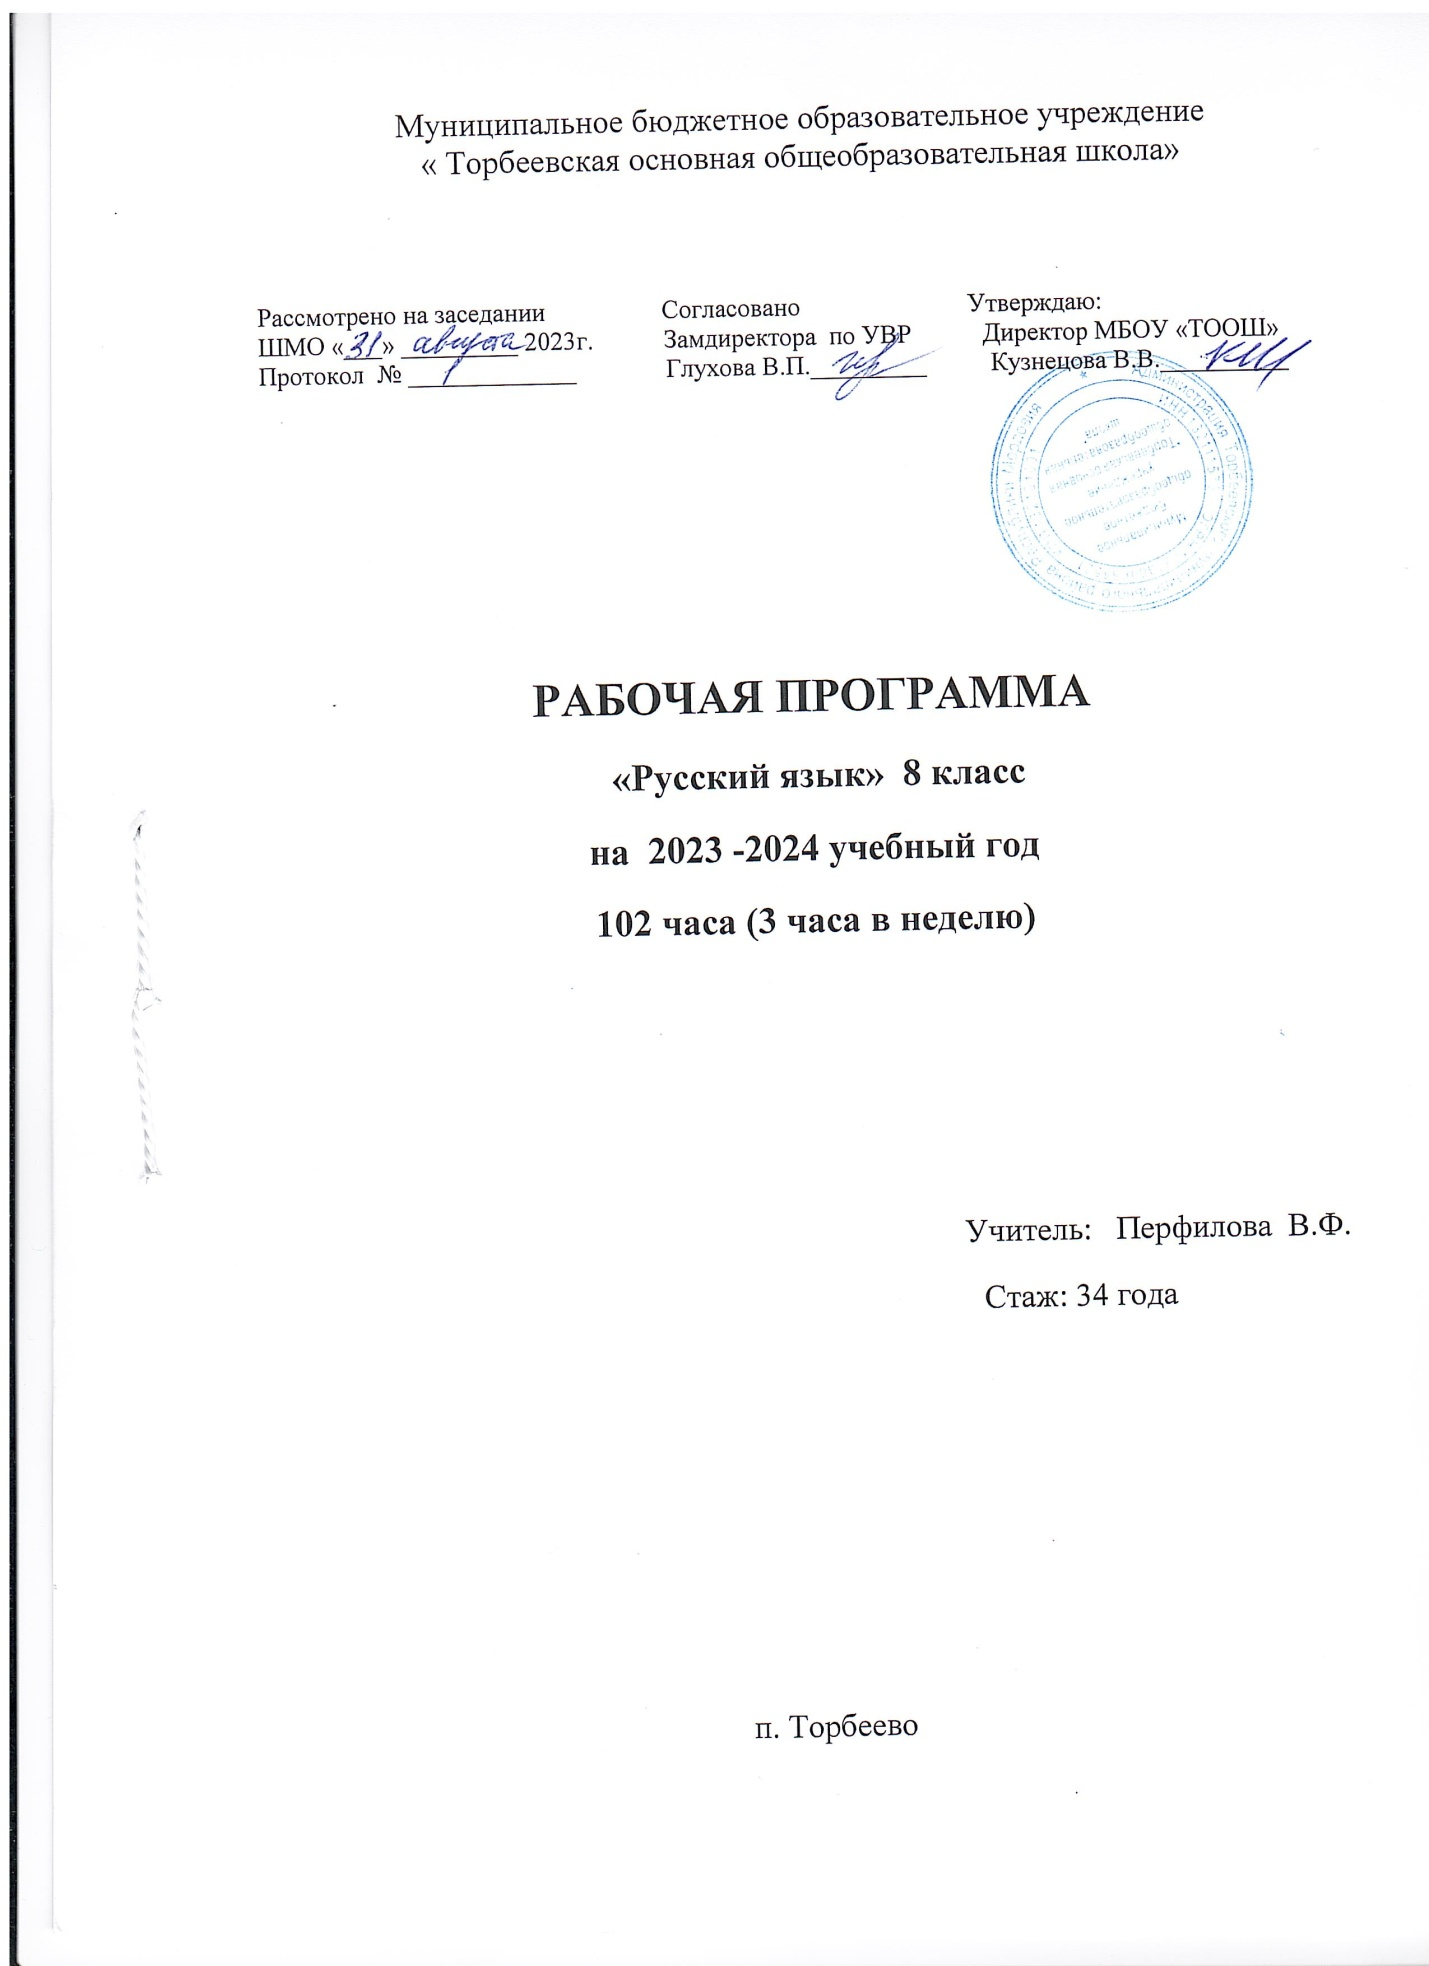 Муниципальное бюджетное образовательное учреждение
« Торбеевская основная общеобразовательная школа»
Рассмотрено на заседании
ШМО «31» августа 2023г.
Протокол № 1
Согласовано
Замдиректора по УВР
Глухова В.П.
Утверждаю:
Директор МБОУ «ТООШ»
Кузнецова В.В.
РАБОЧАЯ ПРОГРАММА
«Русский язык» 8 класс
на 2023 -2024 учебный год
102 часа (3 часа в неделю)
Учитель: Перфилова В.Ф.
Стаж: 34 года
п. Торбеево